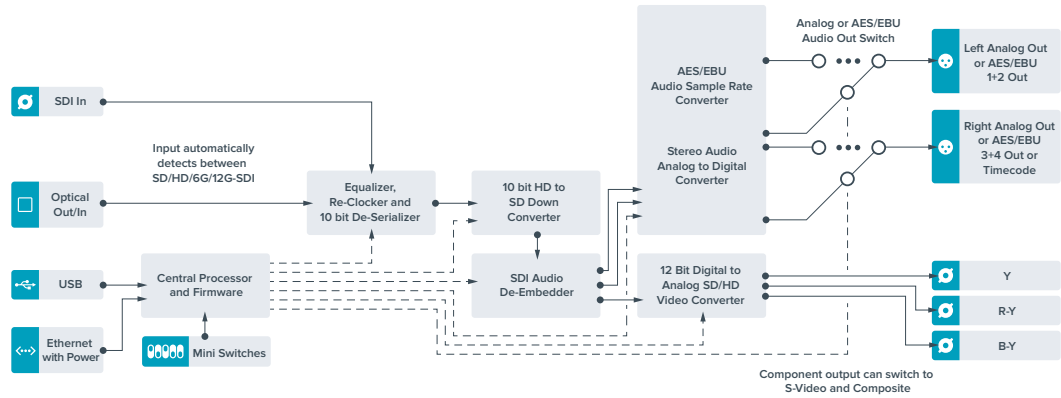 Analog or AES/EBU
Audio Out Switch
Left Analog Out
or AES/EBU
1+2 Out
AES/EBU
Audio Sample Rate
Converter
SDI In
Right Analog Out
or AES/EBU
3+4 Out or
Timecode
Input automatically
detects between
SD/HD/6G/12G-SDI
Stereo Audio
Analog to Digital
Converter
Optical
Out/In
Equalizer,
Re-Clocker and
10 bit De-Serializer
10 bit HD to
SD Down
Converter
USB
Central Processor
and Firmware
SDI Audio
De-Embedder
12 Bit Digital to
Analog SD/HD
Video Converter
Y
R-Y
Ethernet
with Power
Mini Switches
B-Y
Component output can switch to
S-Video and Composite